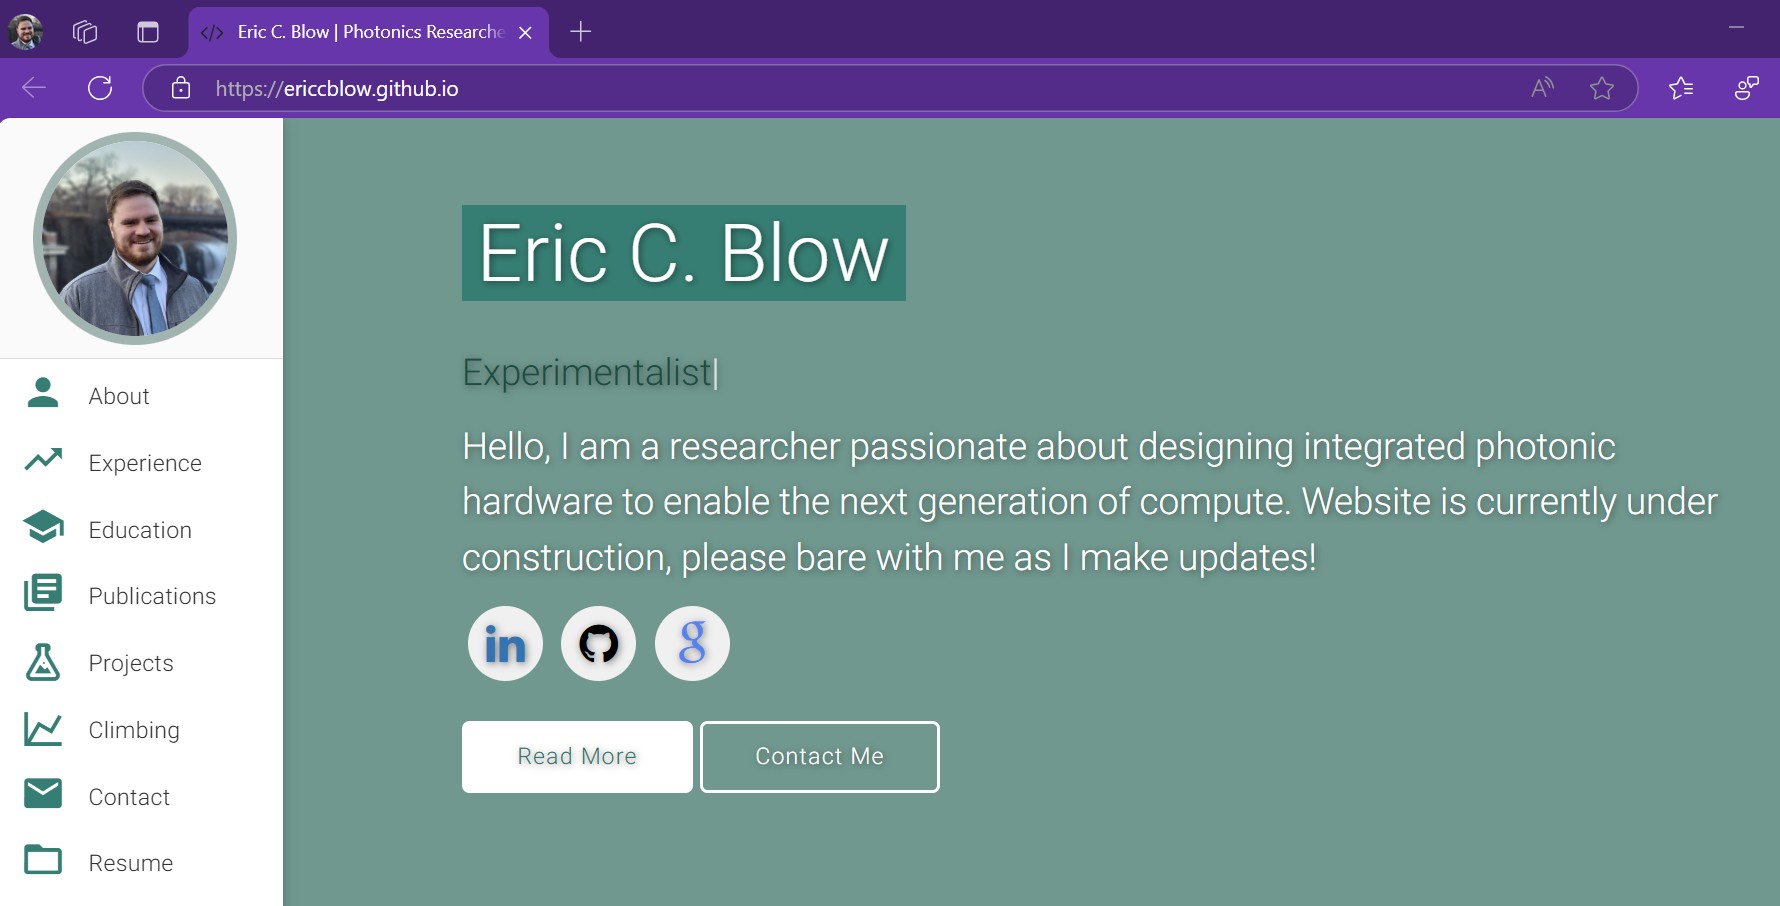 Eric C. Blow | Photonics Researche
https://ericcblow.github.io
Eric C. Blow
Experimentalist
Hello, I am a researcher passionate about designing integrated photonic
hardware to enable the next generation of compute. Website is currently under
construction, please bare with me as I make updates!
in
g
Read More
Contact Me
About
Experience
Education
Publications
Projects
Climbing
Contact
Resume